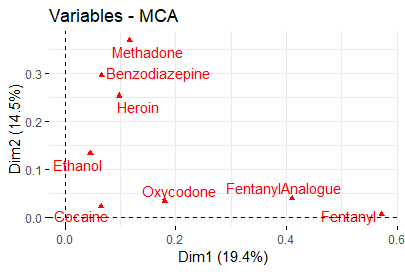 Variables - MCA
Methadone
Benzodiazepine
Heroin
Ethanol
Oxycodone
FentanylAnalogue
Cocaine
Fentanyl
0.3
0.2
0.1
0.0
0.0
0.2
0.4
0.6
Dim2 (14.5%)
Dim1 (19.4%)